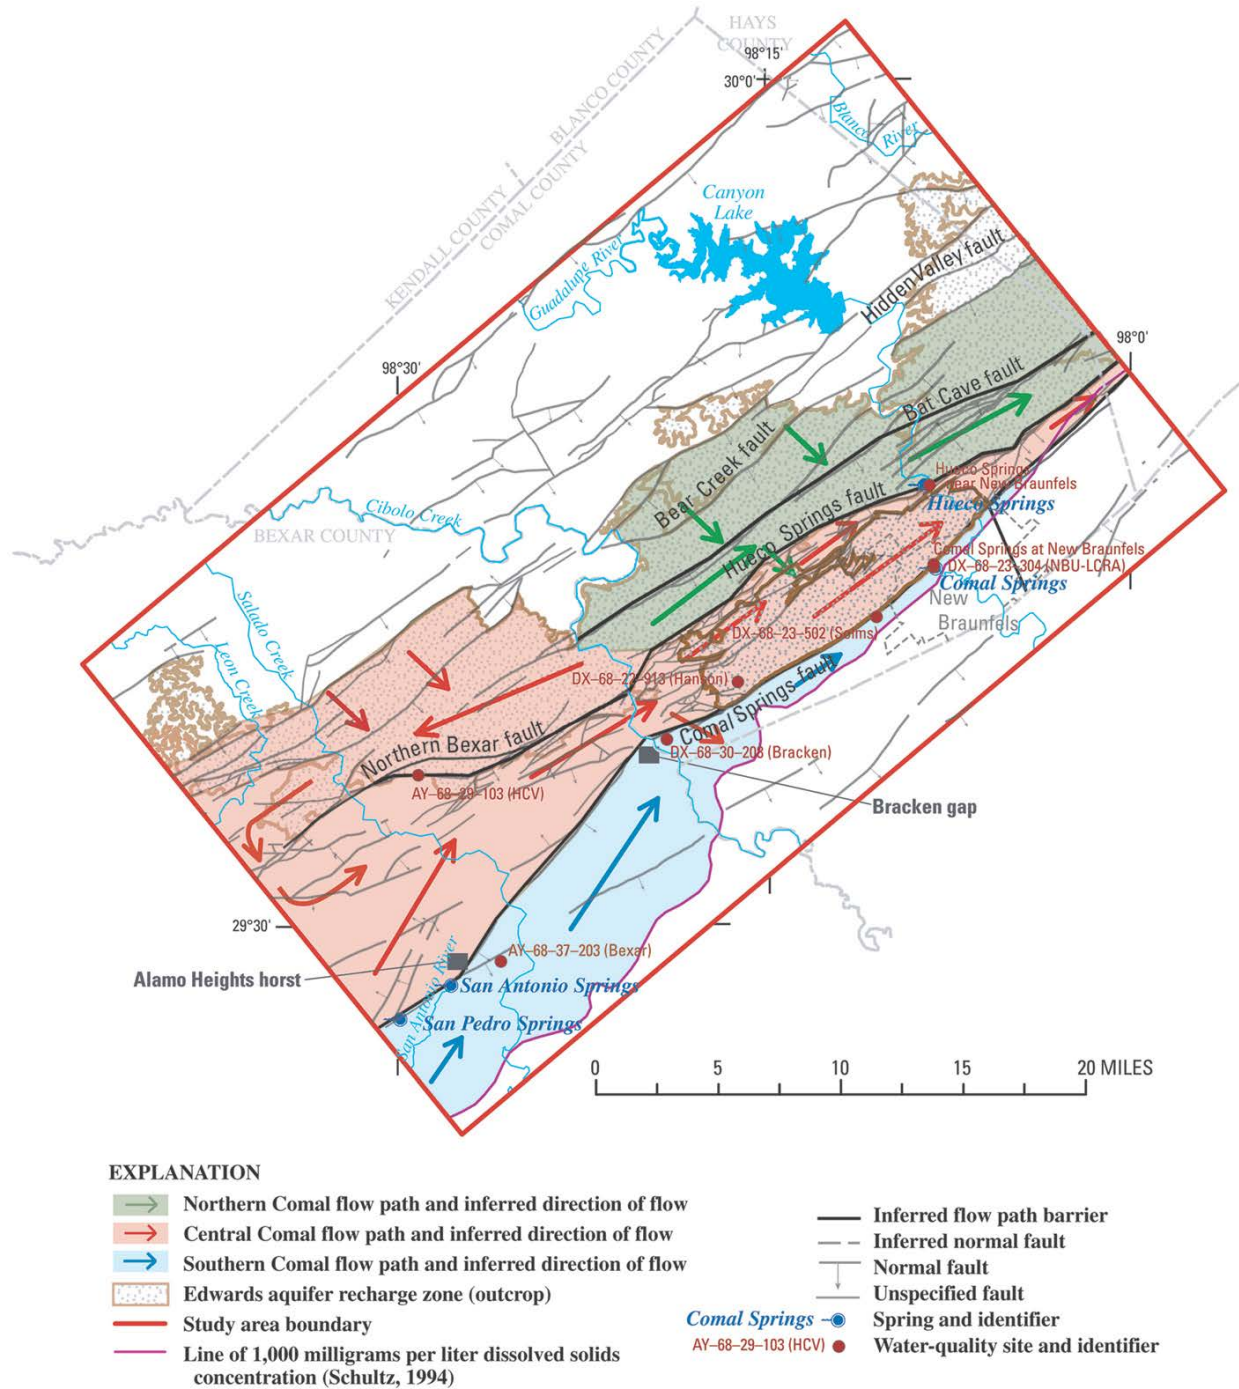 HAYS
COUNTY
98°15'
30°0'
BLANCO COUNTY
KENDALL COUNTY
COMAL COUNTY
Blanco
River
Canyon
Lake
Guadalupe River
Hidden Valley fault
98°0'
98°30'
Bat Cave fault
Bear Creek fault
Hueco Springs
near New Braunfels
Hueco Springs fault
Hueco Springs
Cibolo Creek
BEXAR COUNTY
Comal Springs at New Braunfels
DX–68–23–304 (NBU-LCRA)
Comal Springs
New
Braunfels
Salado Creek
Leon Creek
DX–68–23–502 (Solms)
DX–68–22–913 (Hanson)
Comal Springs fault
Northern Bexar fault
DX–68–30–208 (Bracken)
AY–68–29–103 (HCV)
Bracken gap
29°30'
AY–68–37–203 (Bexar)
Alamo Heights horst
San Antonio River
San Antonio Springs
San Pedro Springs
0 5 10 15 20 MILES
EXPLANATION
Northern Comal flow path and inferred direction of flow
Central Comal flow path and inferred direction of flow
Southern Comal flow path and inferred direction of flow
Edwards aquifer recharge zone (outcrop)
Study area boundary
Line of 1,000 milligrams per liter dissolved solids
concentration (Schultz, 1994)
Inferred flow path barrier
Inferred normal fault
Normal fault
Unspecified fault
Comal Springs Spring and identifier
AY–68–29–103 (HCV) Water-quality site and identifier